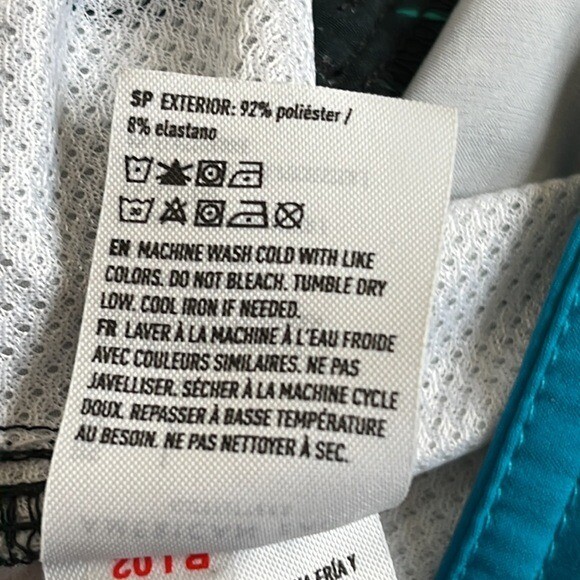 SP EXTERIOR: 92% poliéster /
8% elastano
EN MACHINE WASH COLD WITH LIKE
COLORS. DO NOT BLEACH. TUMBLE DRY
LOW. COOL IRON IF NEEDED.
FR LAVER À LA MACHINE À L'EAU FROIDE
AVEC COULEURS SIMILAIRES. NE PAS
JAVELLISER. SÉCHER À LA MACHINE CYCLE
DOUX. REPASSER À BASSE TEMPÉRATURE
AU BESOIN. NE PAS NETTOYER À SEC.